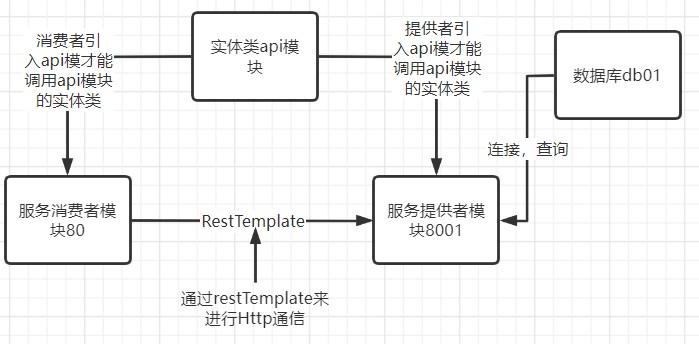 消费者引
入api模才能
调用api模块
的实体类
实体类api模
块
提供者引
入api模才能
调用api模块
的实体类
数据库db01
连接，查询
服务消费者模
块80
RestTemplate
服务提供者模
块8001
通过restTemplate来
进行Http通信